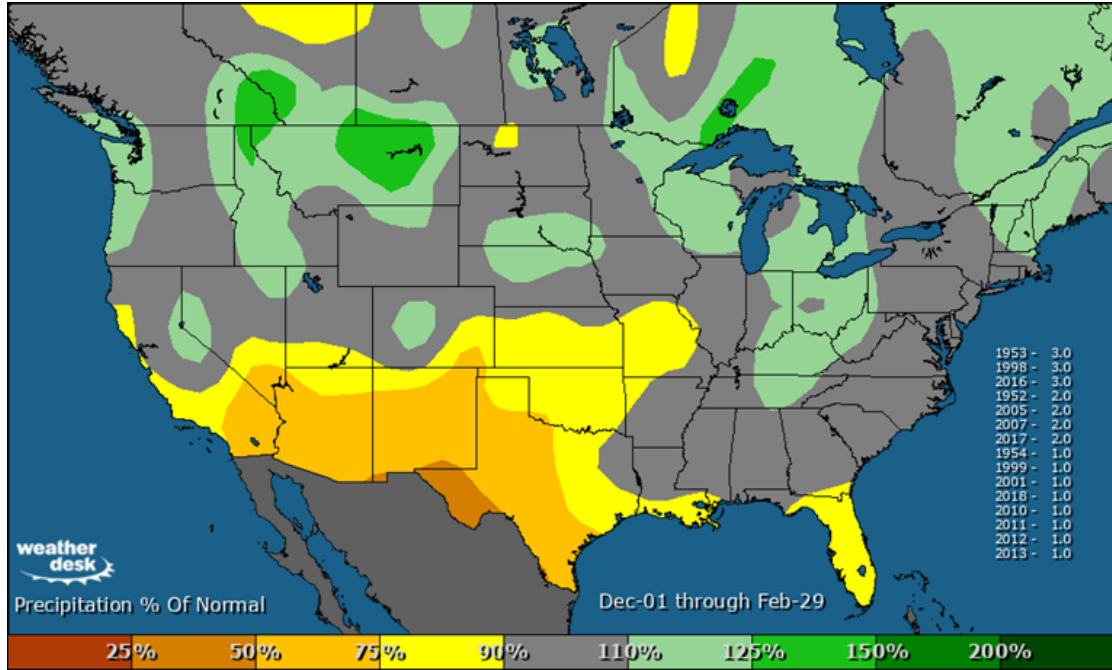 1953 - 3.0
1998 - 3.0
2016 - 3.0
1952 - 2.0
2005 - 2.0
2007 - 2.0
2017 - 2.0
1954 - 1.0
1999 - 1.0
2001 - 1.0
2018 - 1.0
2010 - 1.0
2011 - 1.0
2012 - 1.0
2013 - 1.0
weather
desk
Precipitation % Of Normal
Dec-01 through Feb-29
25% 50% 75% 90% 110% 125% 150% 200%